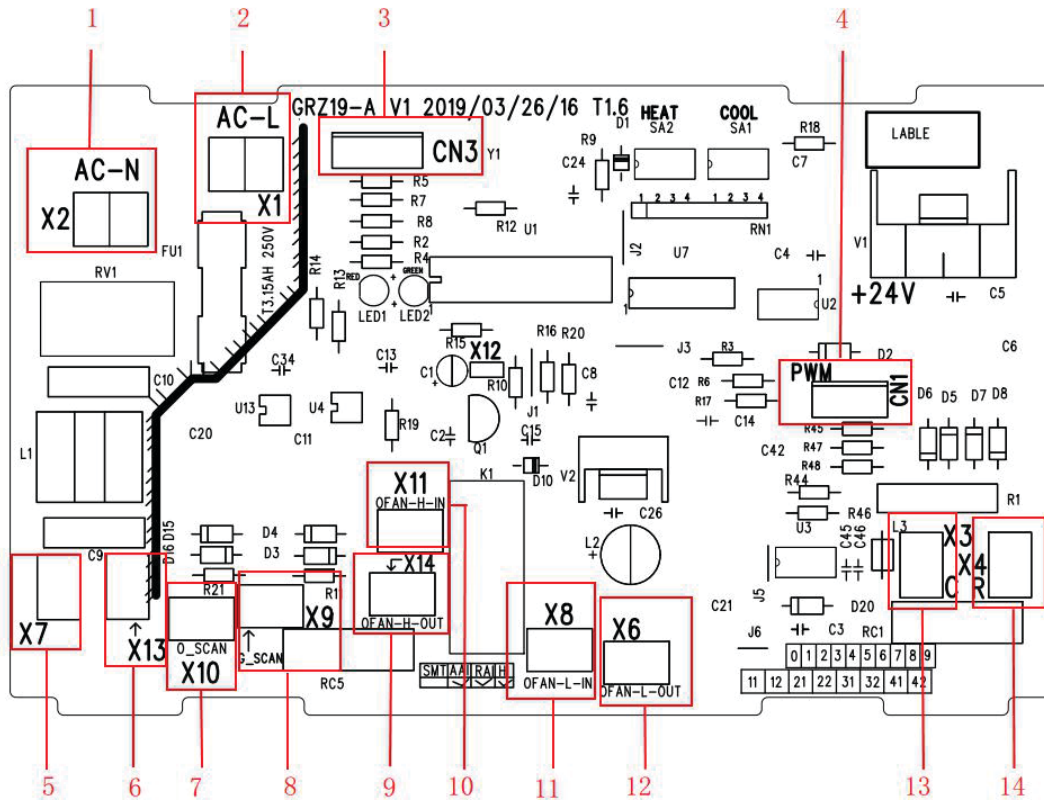 1 2 3 4
GRZ19-A V1 2019/03/26/16 T1.6
AC-N
X2
AC-L
X1
CN3
Y1
HEAT
SA2
COOL
SA1
D1
R9
C24
R18
C7
LABLE
FU1
RV1
13.15AH 250V
R5
R7
R8
R2
R4
R12
U1
RED
GREEN
LED1
LED2
R14
R13
J2
1 2 3 4 1 2 3 4
RN1
U7
1
C4
1
U2
V1
+24V
C5
C6
C10
C34
C13
R15
C1
X12
R10
R16
R20
J1
C8
J3
R3
R6
R17
C12
C14
D2
PWM
CN1
D6 D5 D7 D8
L1
C20
U13
C11
U4
R19
C2
Q1
C15
D10
K1
V2
C26
C42
R45
R47
R48
R44
R46
R1
C9
D16
D15
D4
D3
R21
X11
OFAN-H-IN
X14
OFAN-H-OUT
L2
U3
C45
C46
L3
X3
X4
C R
X7
X13
O_SCAN
X10
X9
G_SCAN
RC5
SMT AA RA H
X8
OFAN-L-IN
X6
OFAN-L-OUT
C21
J5
J6
D20
C3
RC1
0 1 2 3 4 5 6 7 8 9
11 12 21 22 31 32 41 42
5 6 7 8 9 10 11 12 13 14